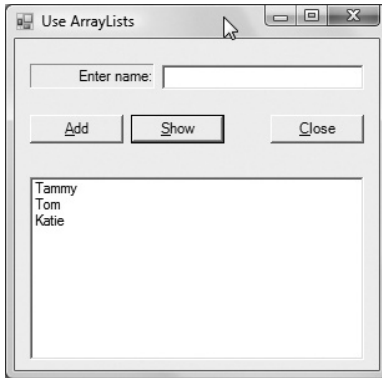 Use ArrayLists
Enter name:
Add Show Close
Tammy
Tom
Katie